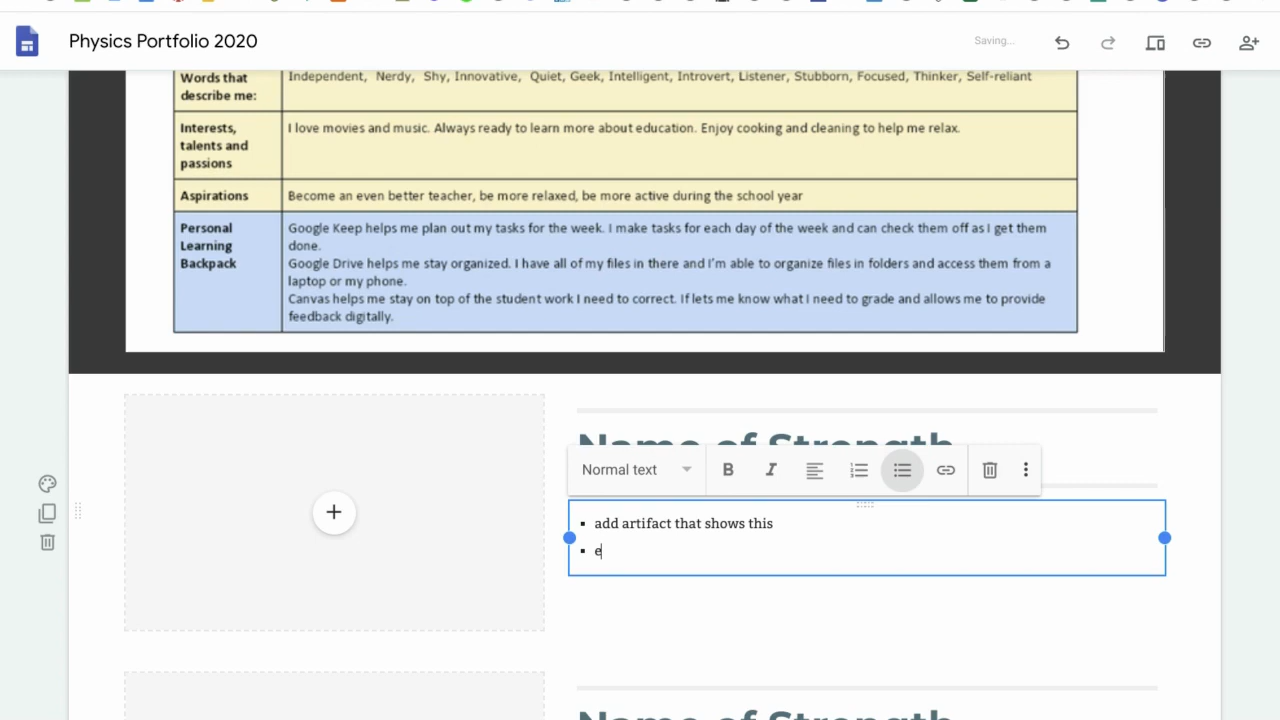 Physics Portfolio 2020
Saving...
Words that
describe me:
Independent, Nerdy, Shy, Innovative, Quiet, Geek, Intelligent, Introvert, Listener, Stubborn, Focused, Thinker, Self-reliant
Interests,
talents and
passions
I love movies and music. Always ready to learn more about education. Enjoy cooking and cleaning to help me relax.
Aspirations
Become an even better teacher, be more relaxed, be more active during the school year
Personal
Learning
Backpack
Google Keep helps me plan out my tasks for the week. I make tasks for each day of the week and can check them off as I get them
done.
Google Drive helps me stay organized. I have all of my files in there and I'm able to organize files in folders and access them from a
laptop or my phone.
Canvas helps me stay on top of the student work I need to correct. If lets me know what I need to grade and allows me to provide
feedback digitally.
Name of Strength
Normal text
B
I
add artifact that shows this
e
Name of Strength